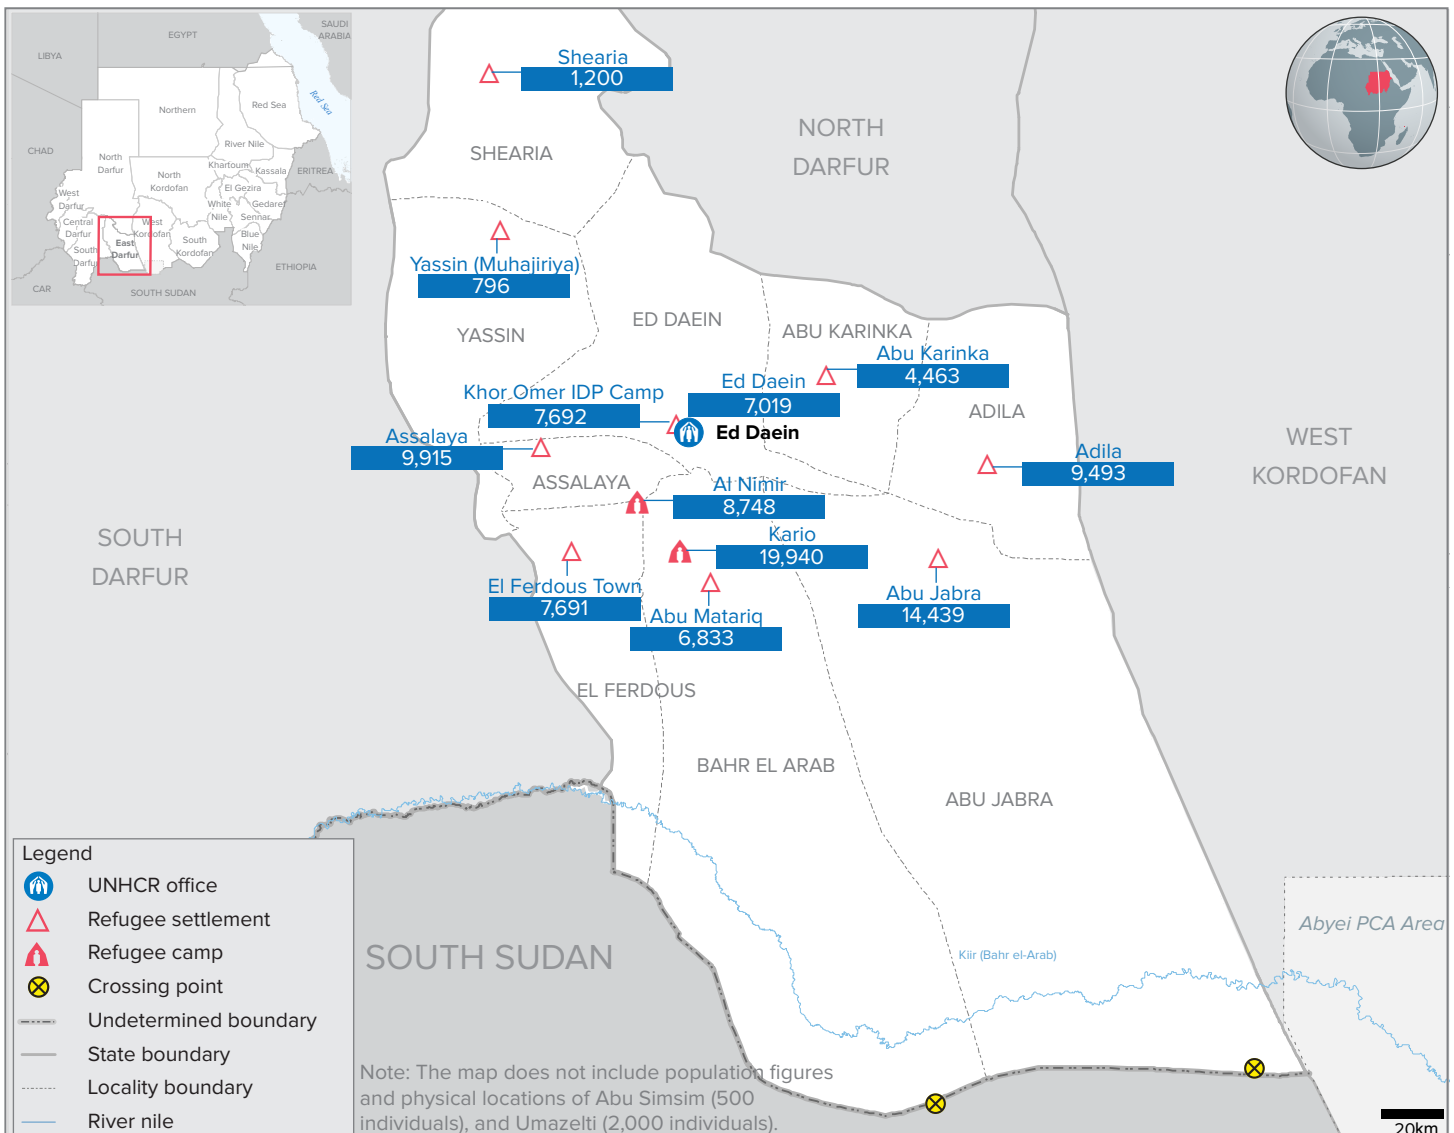 LIBYA
EGYPT
SAUDI
ARABIA
Red Sea
Northern
Red Sea
CHAD
North
Darfur
River Nile
Khartoum
Kassala
ERITREA
North
Kordofan
El Gezira
West
Darfur
White
Nile
Gedaref
Sennar
Central
Darfur
West
Kordofan
South
Kordofan
Blue
Nile
East
Darfur
South
Darfur
ETHIOPIA
CAR
SOUTH SUDAN
Shearia
1,200
SHEARIA
NORTH
DARFUR
Yassin (Muhajiriya)
796
YASSIN
ED DAEIN
ABU KARINKA
Abu Karinka
4,463
Khor Omer IDP Camp
7,692
Ed Daein
7,019
Ed Daein
ADILA
Assalaya
9,915
ASSALAYA
Adila
9,493
WEST
KORDOFAN
Al Nimir
8,748
Kario
19,940
SOUTH
DARFUR
El Ferdous Town
7,691
Abu Matariq
6,833
Abu Jabra
14,439
EL FERDOUS
BAHR EL ARAB
ABU JABRA
Legend
UNHCR office
Refugee settlement
Refugee camp
Crossing point
Undetermined boundary
State boundary
Locality boundary
River nile
SOUTH SUDAN
Kiir (Bahr el-Arab)
Abyei PCA Area
Note: The map does not include population figures
and physical locations of Abu Simsim (500
individuals), and Umazelti (2,000 individuals).
20km